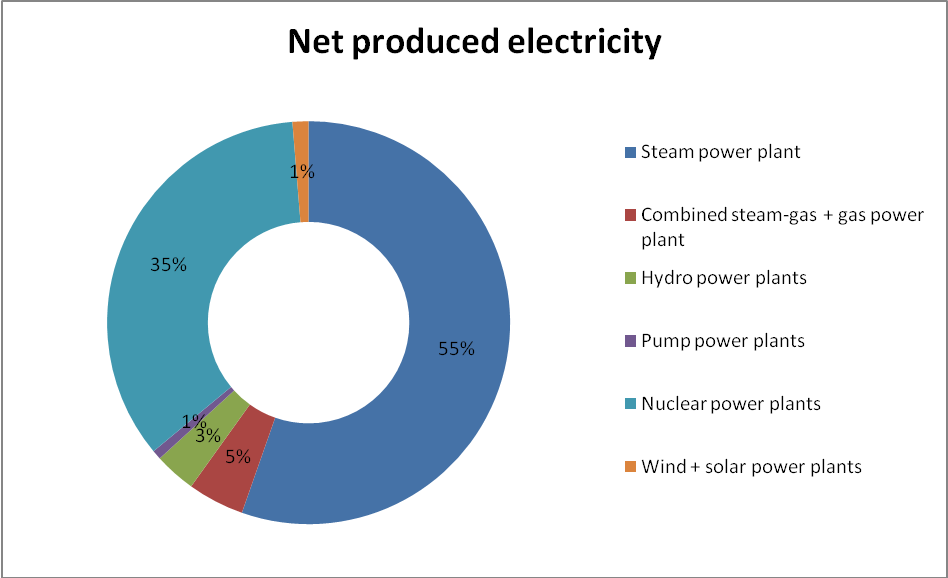 Net produced electricity
1%
35%
55%
1%
3%
5%
Steam power plant
Combined steam-gas + gas power
plant
Hydro power plants
Pump power plants
Nuclear power plants
Wind + solar power plants